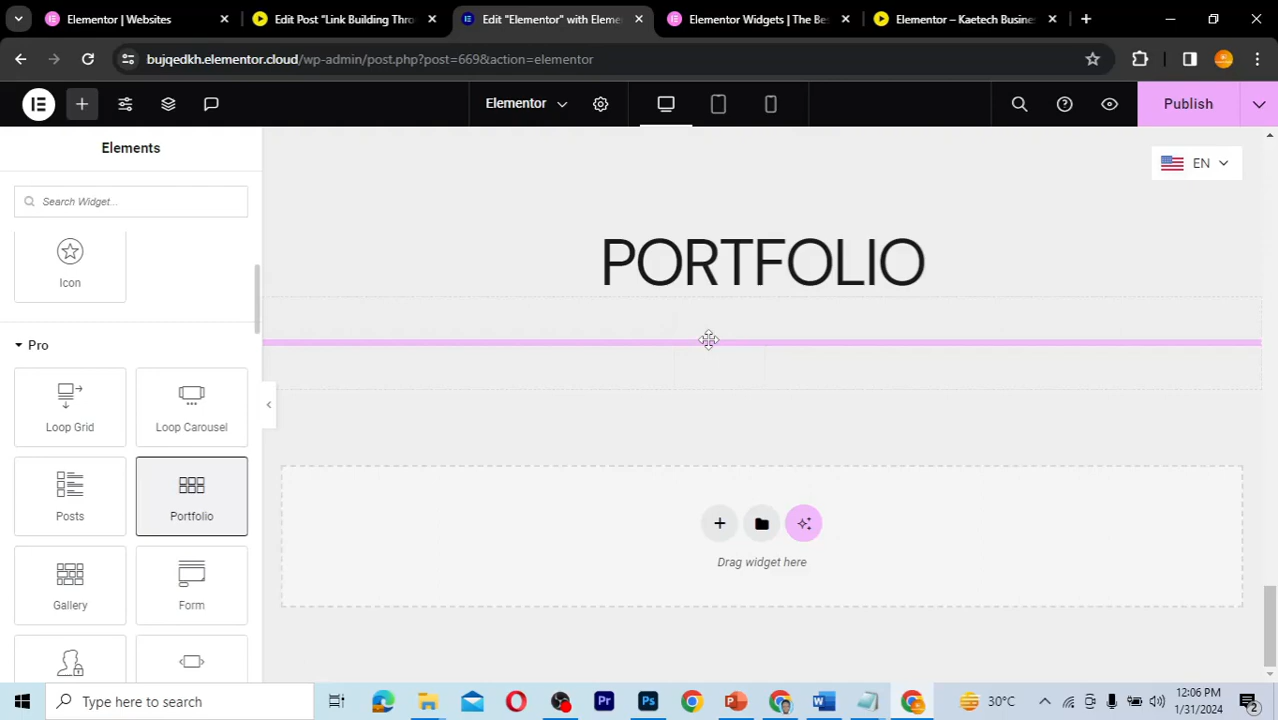 Elementor | Websites
Edit Post "Link Building Thro
Edit "Elementor" with Eleme
Elementor Widgets | The Bes
Elementor – Kaetech Busine
bujqedkh.elementor.cloud/wp-admin/post.php?post=669&action=elementor
Elementor
Publish
Elements
EN
Search Widget...
PORTFOLIO
Icon
Pro
Loop Grid
Loop Carousel
Posts
Portfolio
Drag widget here
Gallery
Form
Type here to search
30°C
12:06 PM
1/31/2024
2